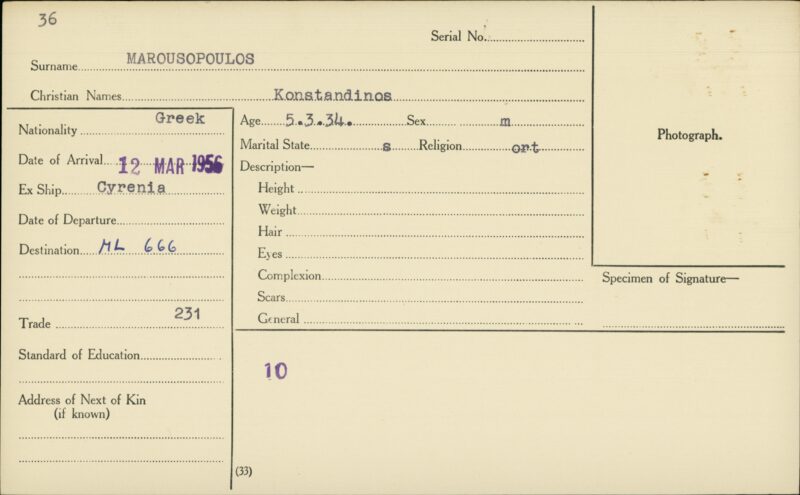 36
Serial No.
Surname MAROUSOPOULOS
Christian Names Konstandinos
Nationality Greek
Date of Arrival 12 MAR 1956
Ex Ship Cyrenia
Date of Departure
Destination ML 666
Trade 231
Standard of Education
Address of Next of Kin
(if known)
Age 5.3.34. Sex m
Marital State s Religion ort
Description—
Height
Weight
Hair
Eyes
Complexion
Scars
General
10
(33)
Photograph.
Specimen of Signature—